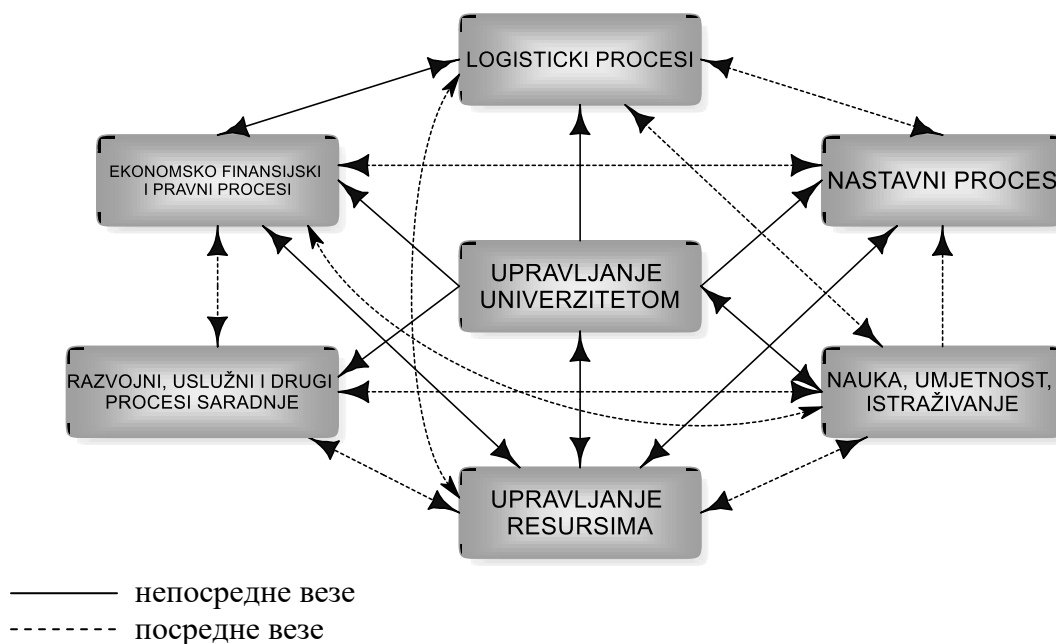 LOGISTICKI PROCESI
EKONOMSKO FINANSIJSKI
I PRAVNI PROCESI
NASTAVNI PROCES
UPRAVLJANJE
UNIVERZITETOM
RAZVOJNI, USLUŽNI I DRUGI
PROCESI SARADNJE
NAUKA, UMJETNOST,
ISTRAŽIVANJE
UPRAVLJANJE
RESURSIMA
непосредне везе
посредне везе